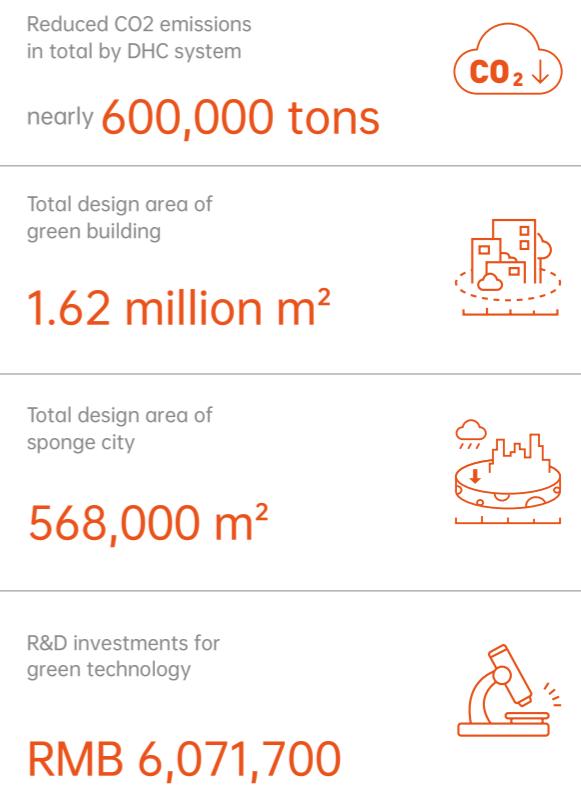 Reduced CO2 emissions
in total by DHC system
nearly 600,000 tons
CO₂
Total design area of
green building
1.62 million m²
Total design area of
sponge city
568,000 m²
R&D investments for
green technology
RMB 6,071,700